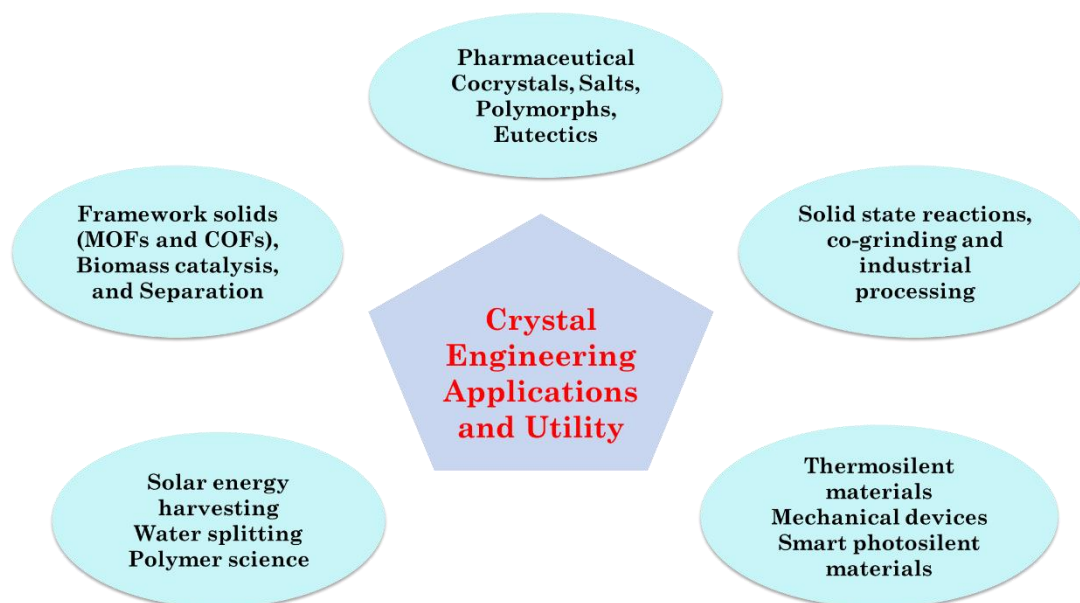 Pharmaceutical
Cocrystals, Salts,
Polymorphs,
Eutectics
Framework solids
(MOFs and COFs),
Biomass catalysis,
and Separation
Solid state reactions,
co-grinding and
industrial
processing
Crystal
Engineering
Applications
and Utility
Solar energy
harvesting
Water splitting
Polymer science
Thermosilent
materials
Mechanical devices
Smart photosilent
materials